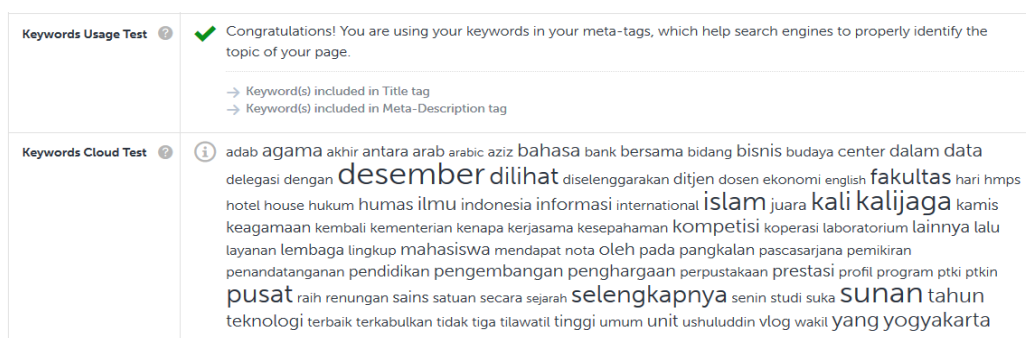 Keywords Usage Test ?
Congratulations! You are using your keywords in your meta-tags, which help search engines to properly identify the
topic of your page.
→ Keyword(s) included in Title tag
→ Keyword(s) included in Meta-Description tag
Keywords Cloud Test ?
i
adab agama akhir antara arab arabic aziz bahasa bank bersama bidang bisnis budaya center dalam data
delegasi dengan desember dilihat diselenggarakan ditjen dosen ekonomi english fakultas hari hmps
hotel house hukum humas ilmu indonesia informasi international islam juara kali kalijaga kamis
keagamaan kembali kementerian kenapa kerjasama kesepahaman kompetisi koperasi laboratorium lainnya lalu
layanan lembaga lingkup mahasiswa mendapat nota oleh pada pangkalan pascasarjana pemikiran
penandatanganan pendidikan pengembangan penghargaan perpustakaan prestasi profil program ptki ptkin
pusat raih renungan sains satuan secara sejarah selengkapnya senin studi suka sunan tahun
teknologi terbaik terkabulkan tidak tiga tilawatil tinggi umum unit ushuluddin vlog wakil yang yogyakarta